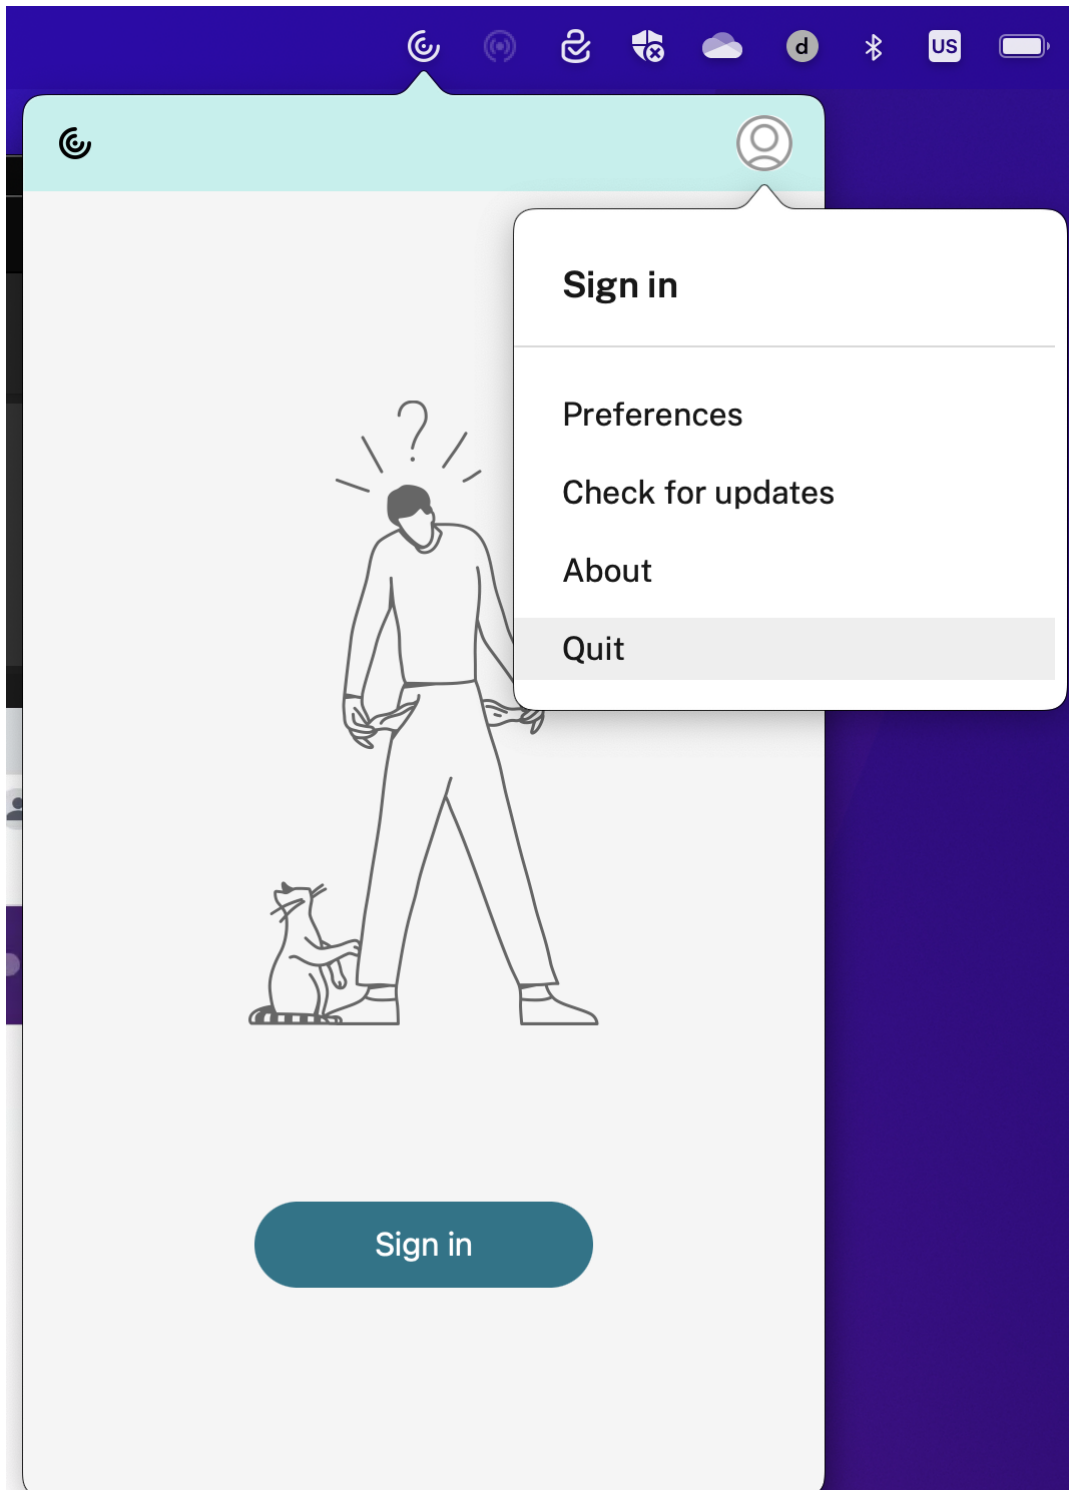 d
US
Sign in
Preferences
Check for updates
About
Quit
?
Sign in